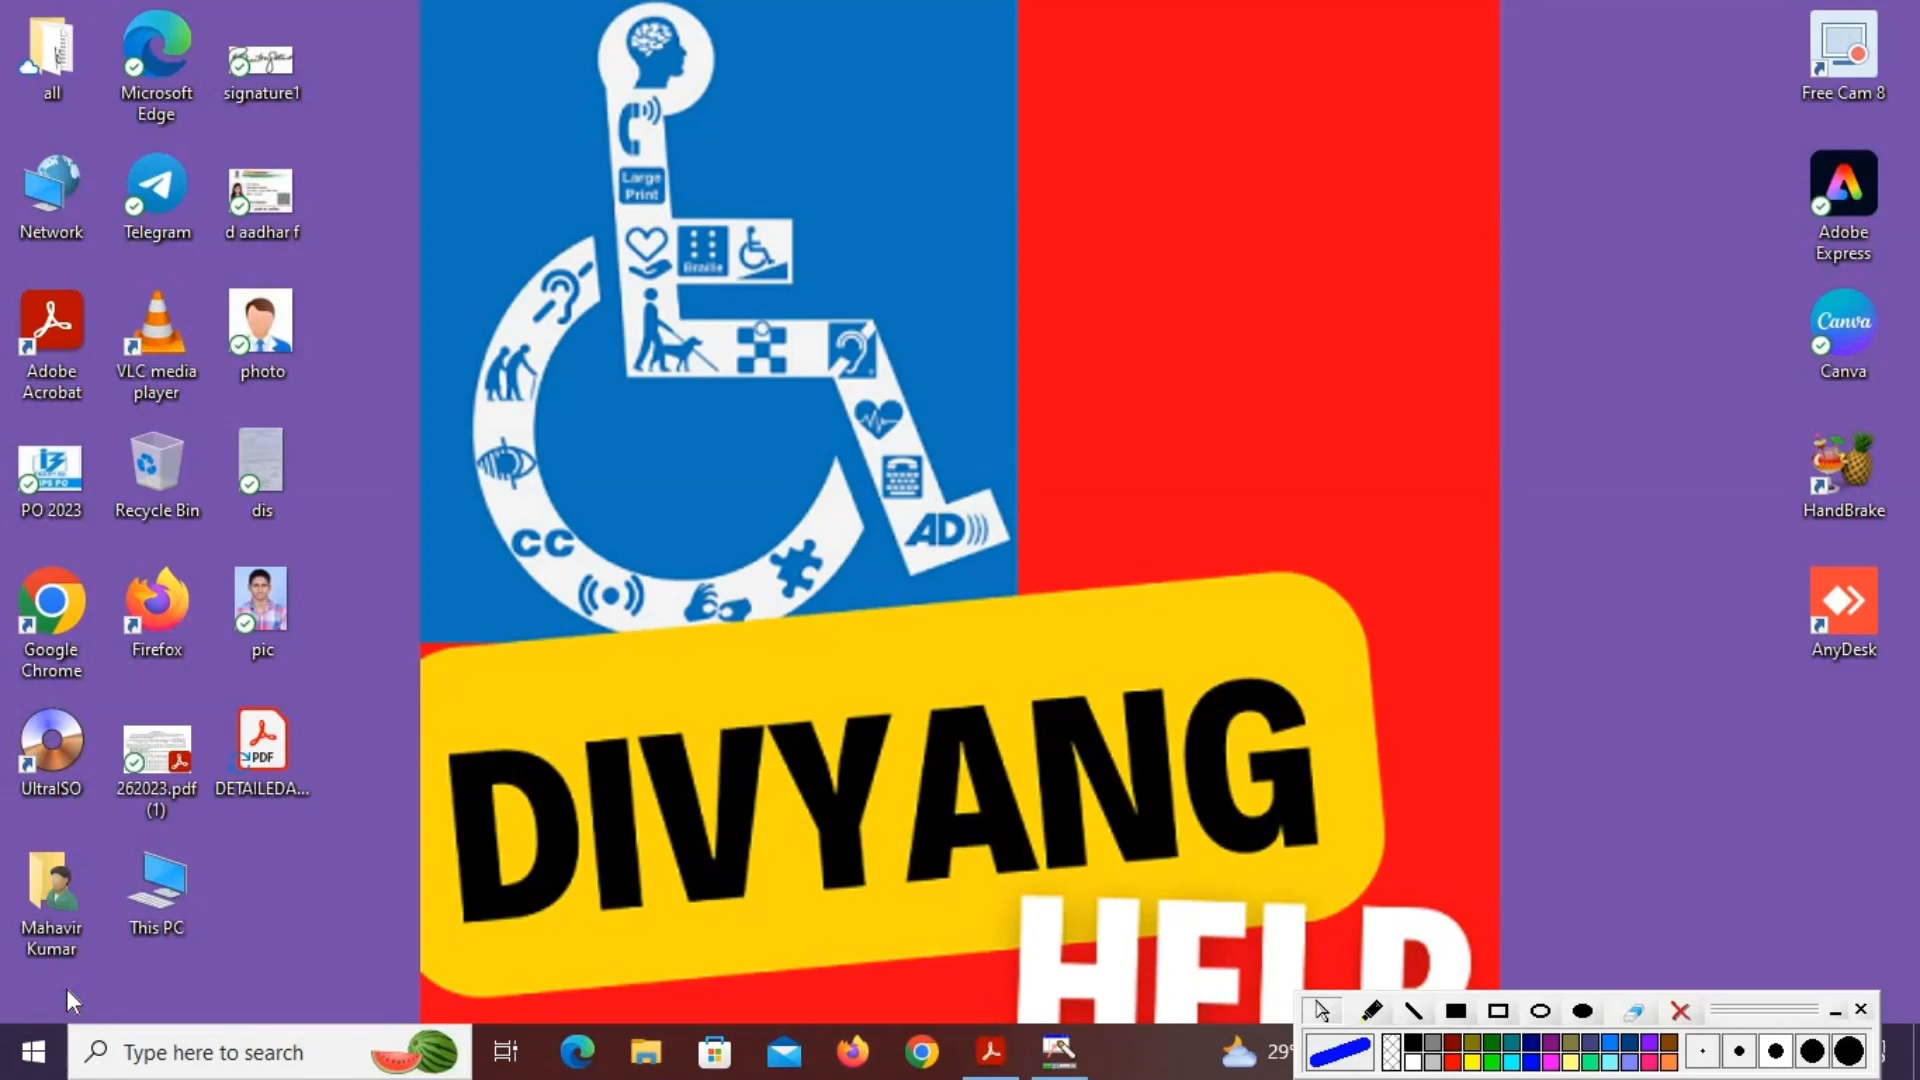 all
Microsoft
Edge
signature1
Network
Telegram
d aadhar f
Adobe
Acrobat
VLC media
player
photo
PO 2023
Recycle Bin
dis
Google
Chrome
Firefox
pic
UltraISO
262023.pdf
(1)
PDF
DETAILEDA...
Mahavir
Kumar
This PC
Large
Print
Braille
CC
AD
DIVYANG
HELP
Free Cam 8
Adobe
Express
Canva
Canva
HandBrake
AnyDesk
Type here to search
29°